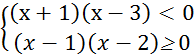 (x + 1)(x − 3) < 0
(x − 1)(x − 2)≥0